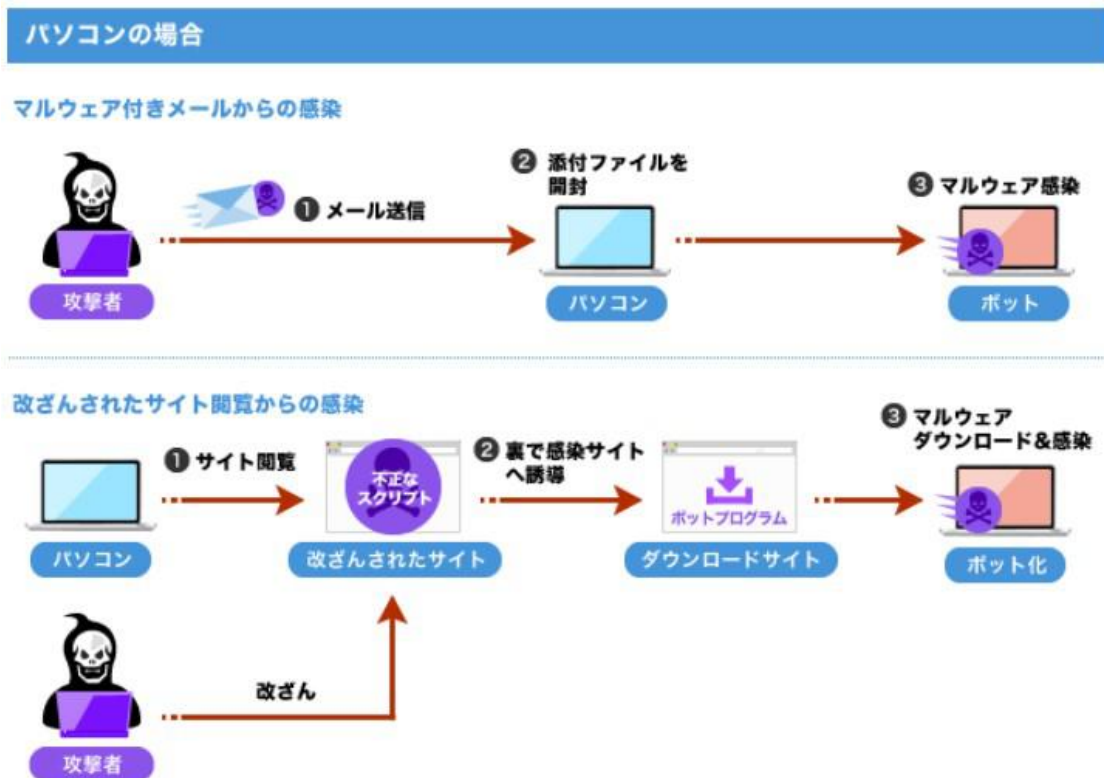 パソコンの場合
マルウェア付きメールからの感染
❶ メール送信
❷ 添付ファイルを
開封
❸ マルウェア感染
攻撃者
パソコン
ボット
改ざんされたサイト閲覧からの感染
❶ サイト閲覧
不正な
スクリプト
❷ 裏で感染サイト
へ誘導
ボットプログラム
❸ マルウェア
ダウンロード&感染
パソコン
改ざんされたサイト
ダウンロードサイト
ボット化
改ざん
攻撃者